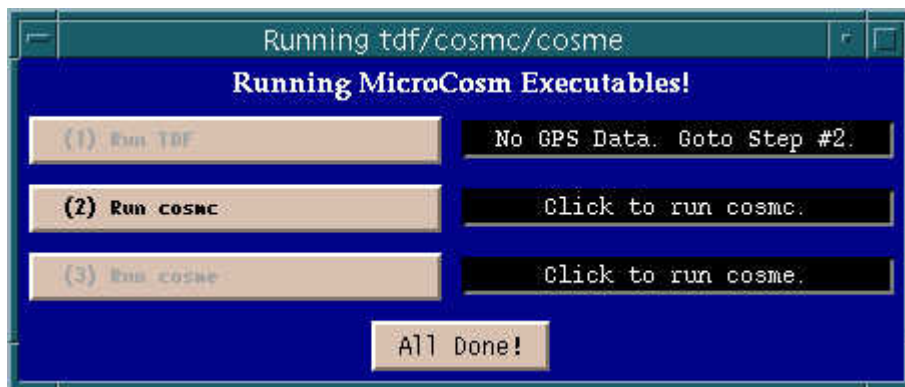 Running tdf/cosmc/cosme
Running MicroCosm Executables!
(1) Run TDF
No GPS Data. Goto Step #2.
(2) Run cosmc
Click to run cosmc.
(3) Run cosme
Click to run cosme.
All Done!